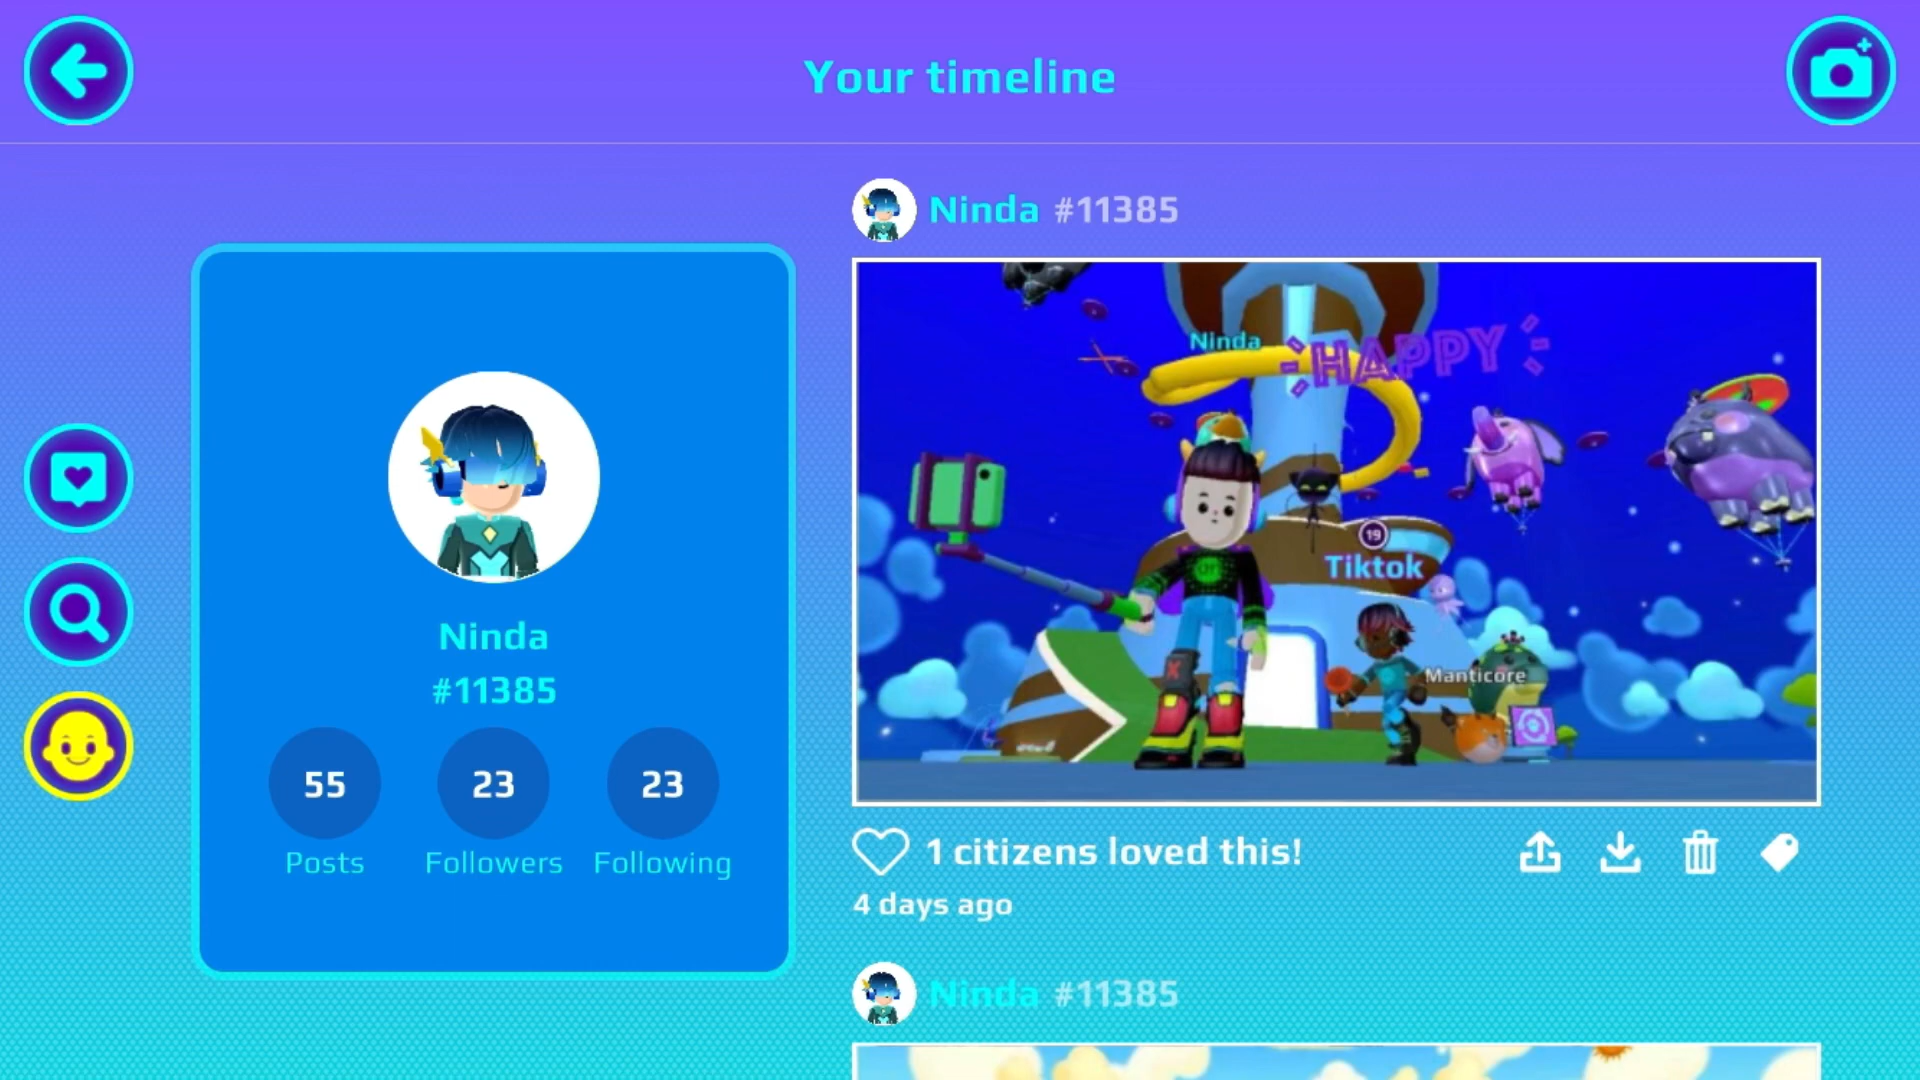 Your timeline
Ninda #11385
Ninda
HAPPY
19
Tiktok
Manticore
Ninda
#11385
55
23
23
Posts
Followers
Following
1 citizens loved this!
4 days ago
Ninda #11385